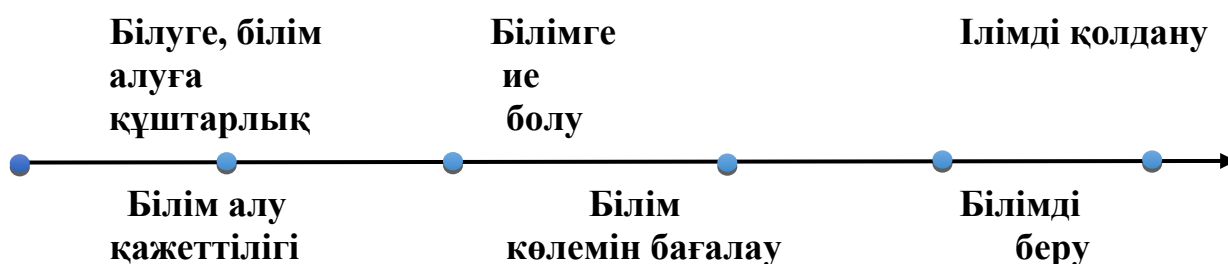 Білуге, білім
алуға
құштарлық
Білімге
ие
болу
Ілімді қолдану
Білім алу
қажеттілігі
Білім
көлемін бағалау
Білімді
беру